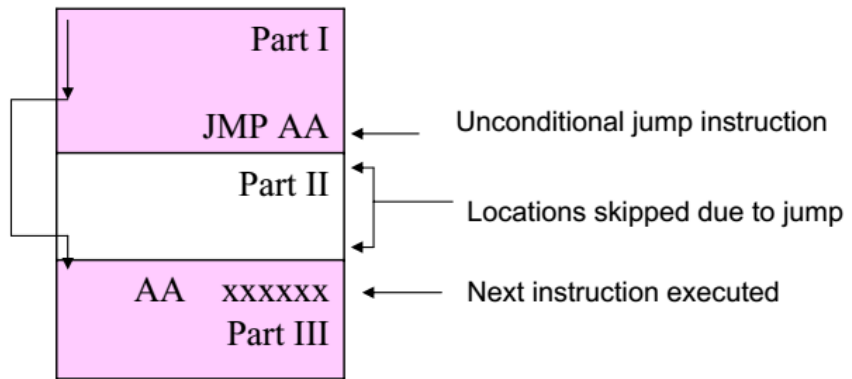 Part I
JMP AA
Unconditional jump instruction
Part II
Locations skipped due to jump
AA xxxxxx
Next instruction executed
Part III